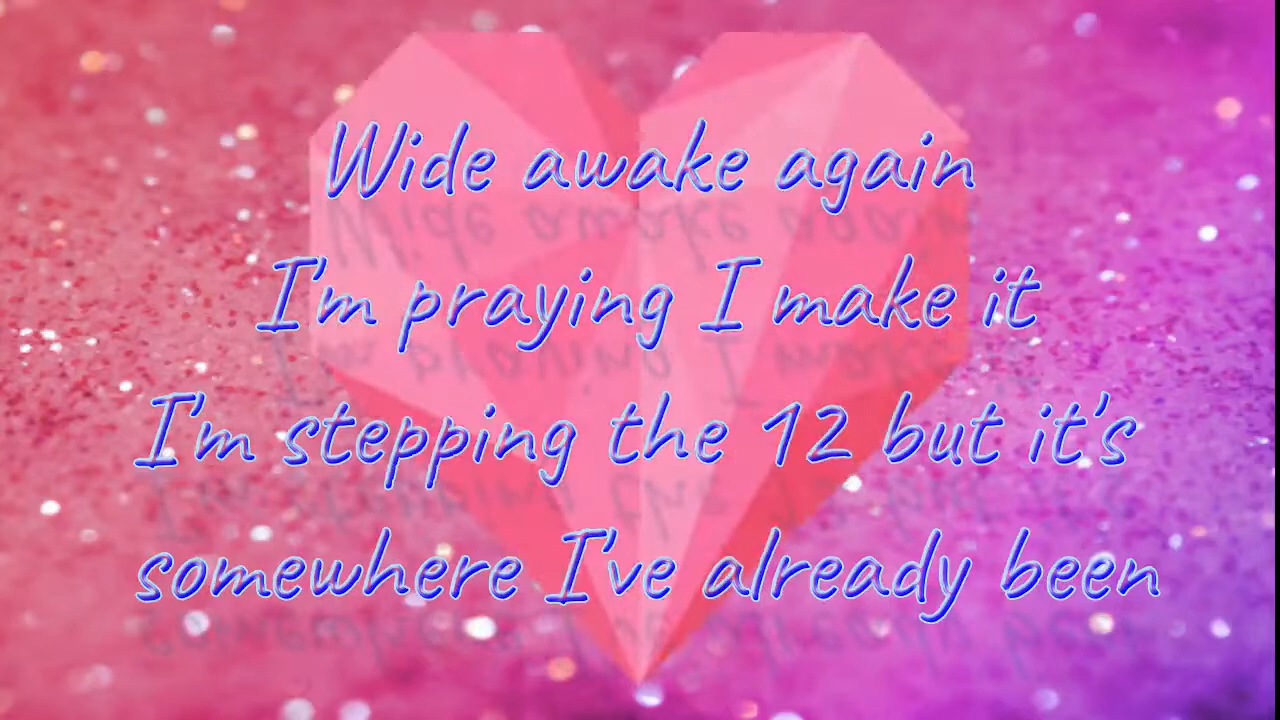 Wide awake again
I'm praying I make it
I'm stepping the 12 but it's
somewhere I've already been